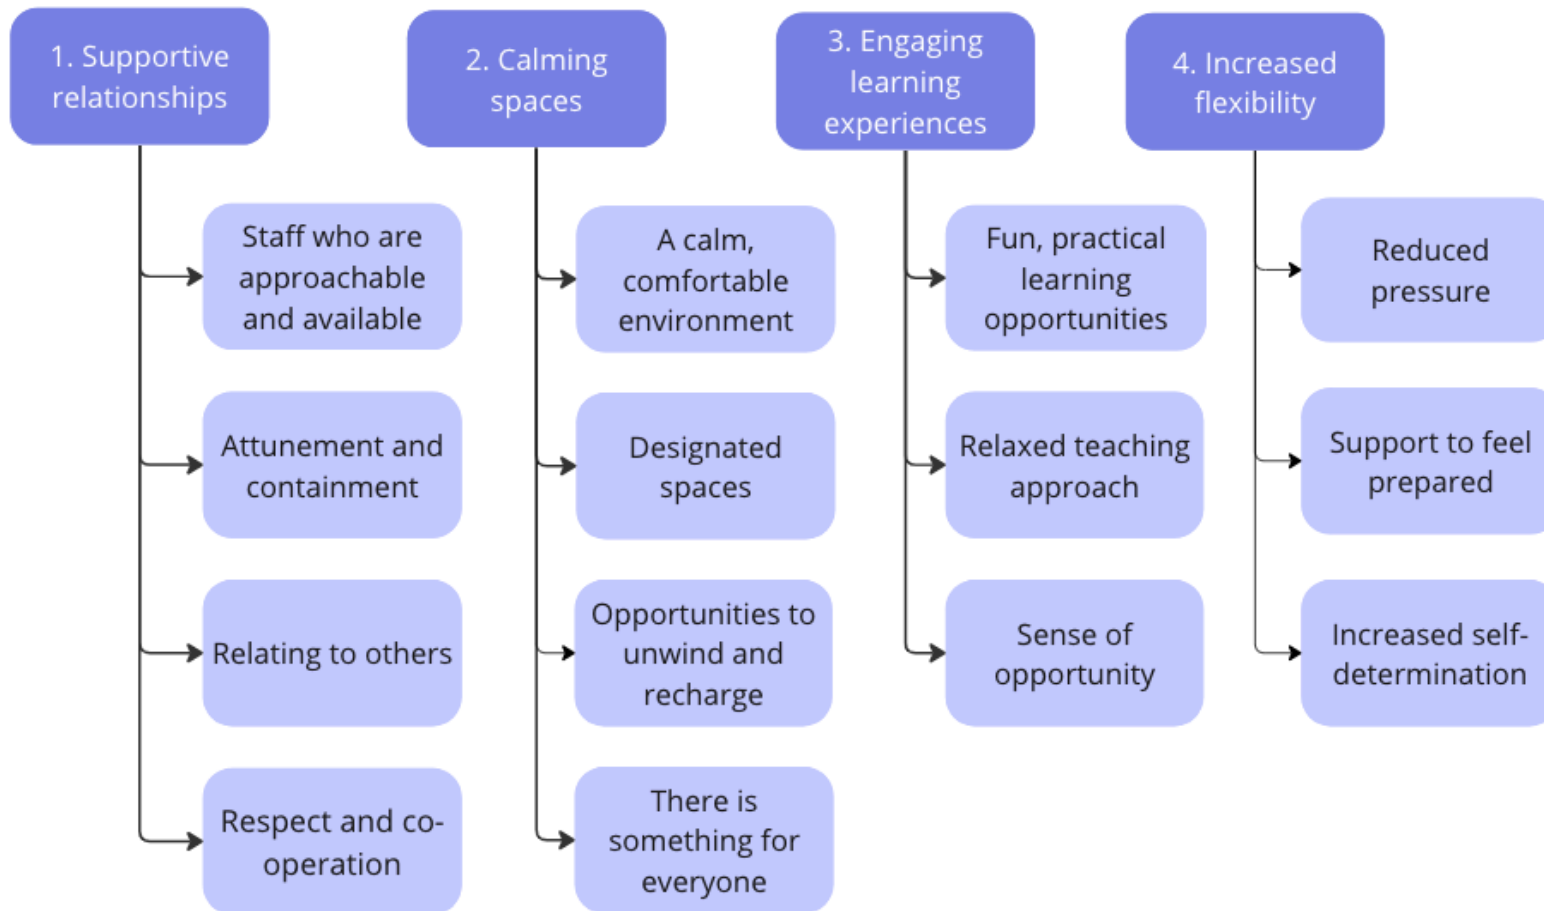 1. Supportive
relationships
Staff who are
approachable
and available
Attunement and
containment
Relating to others
Respect and co-
operation
2. Calming
spaces
A calm,
comfortable
environment
Designated
spaces
Opportunities to
unwind and
recharge
There is
something for
everyone
3. Engaging
learning
experiences
Fun, practical
learning
opportunities
Relaxed teaching
approach
Sense of
opportunity
4. Increased
flexibility
Reduced
pressure
Support to feel
prepared
Increased self-
determination